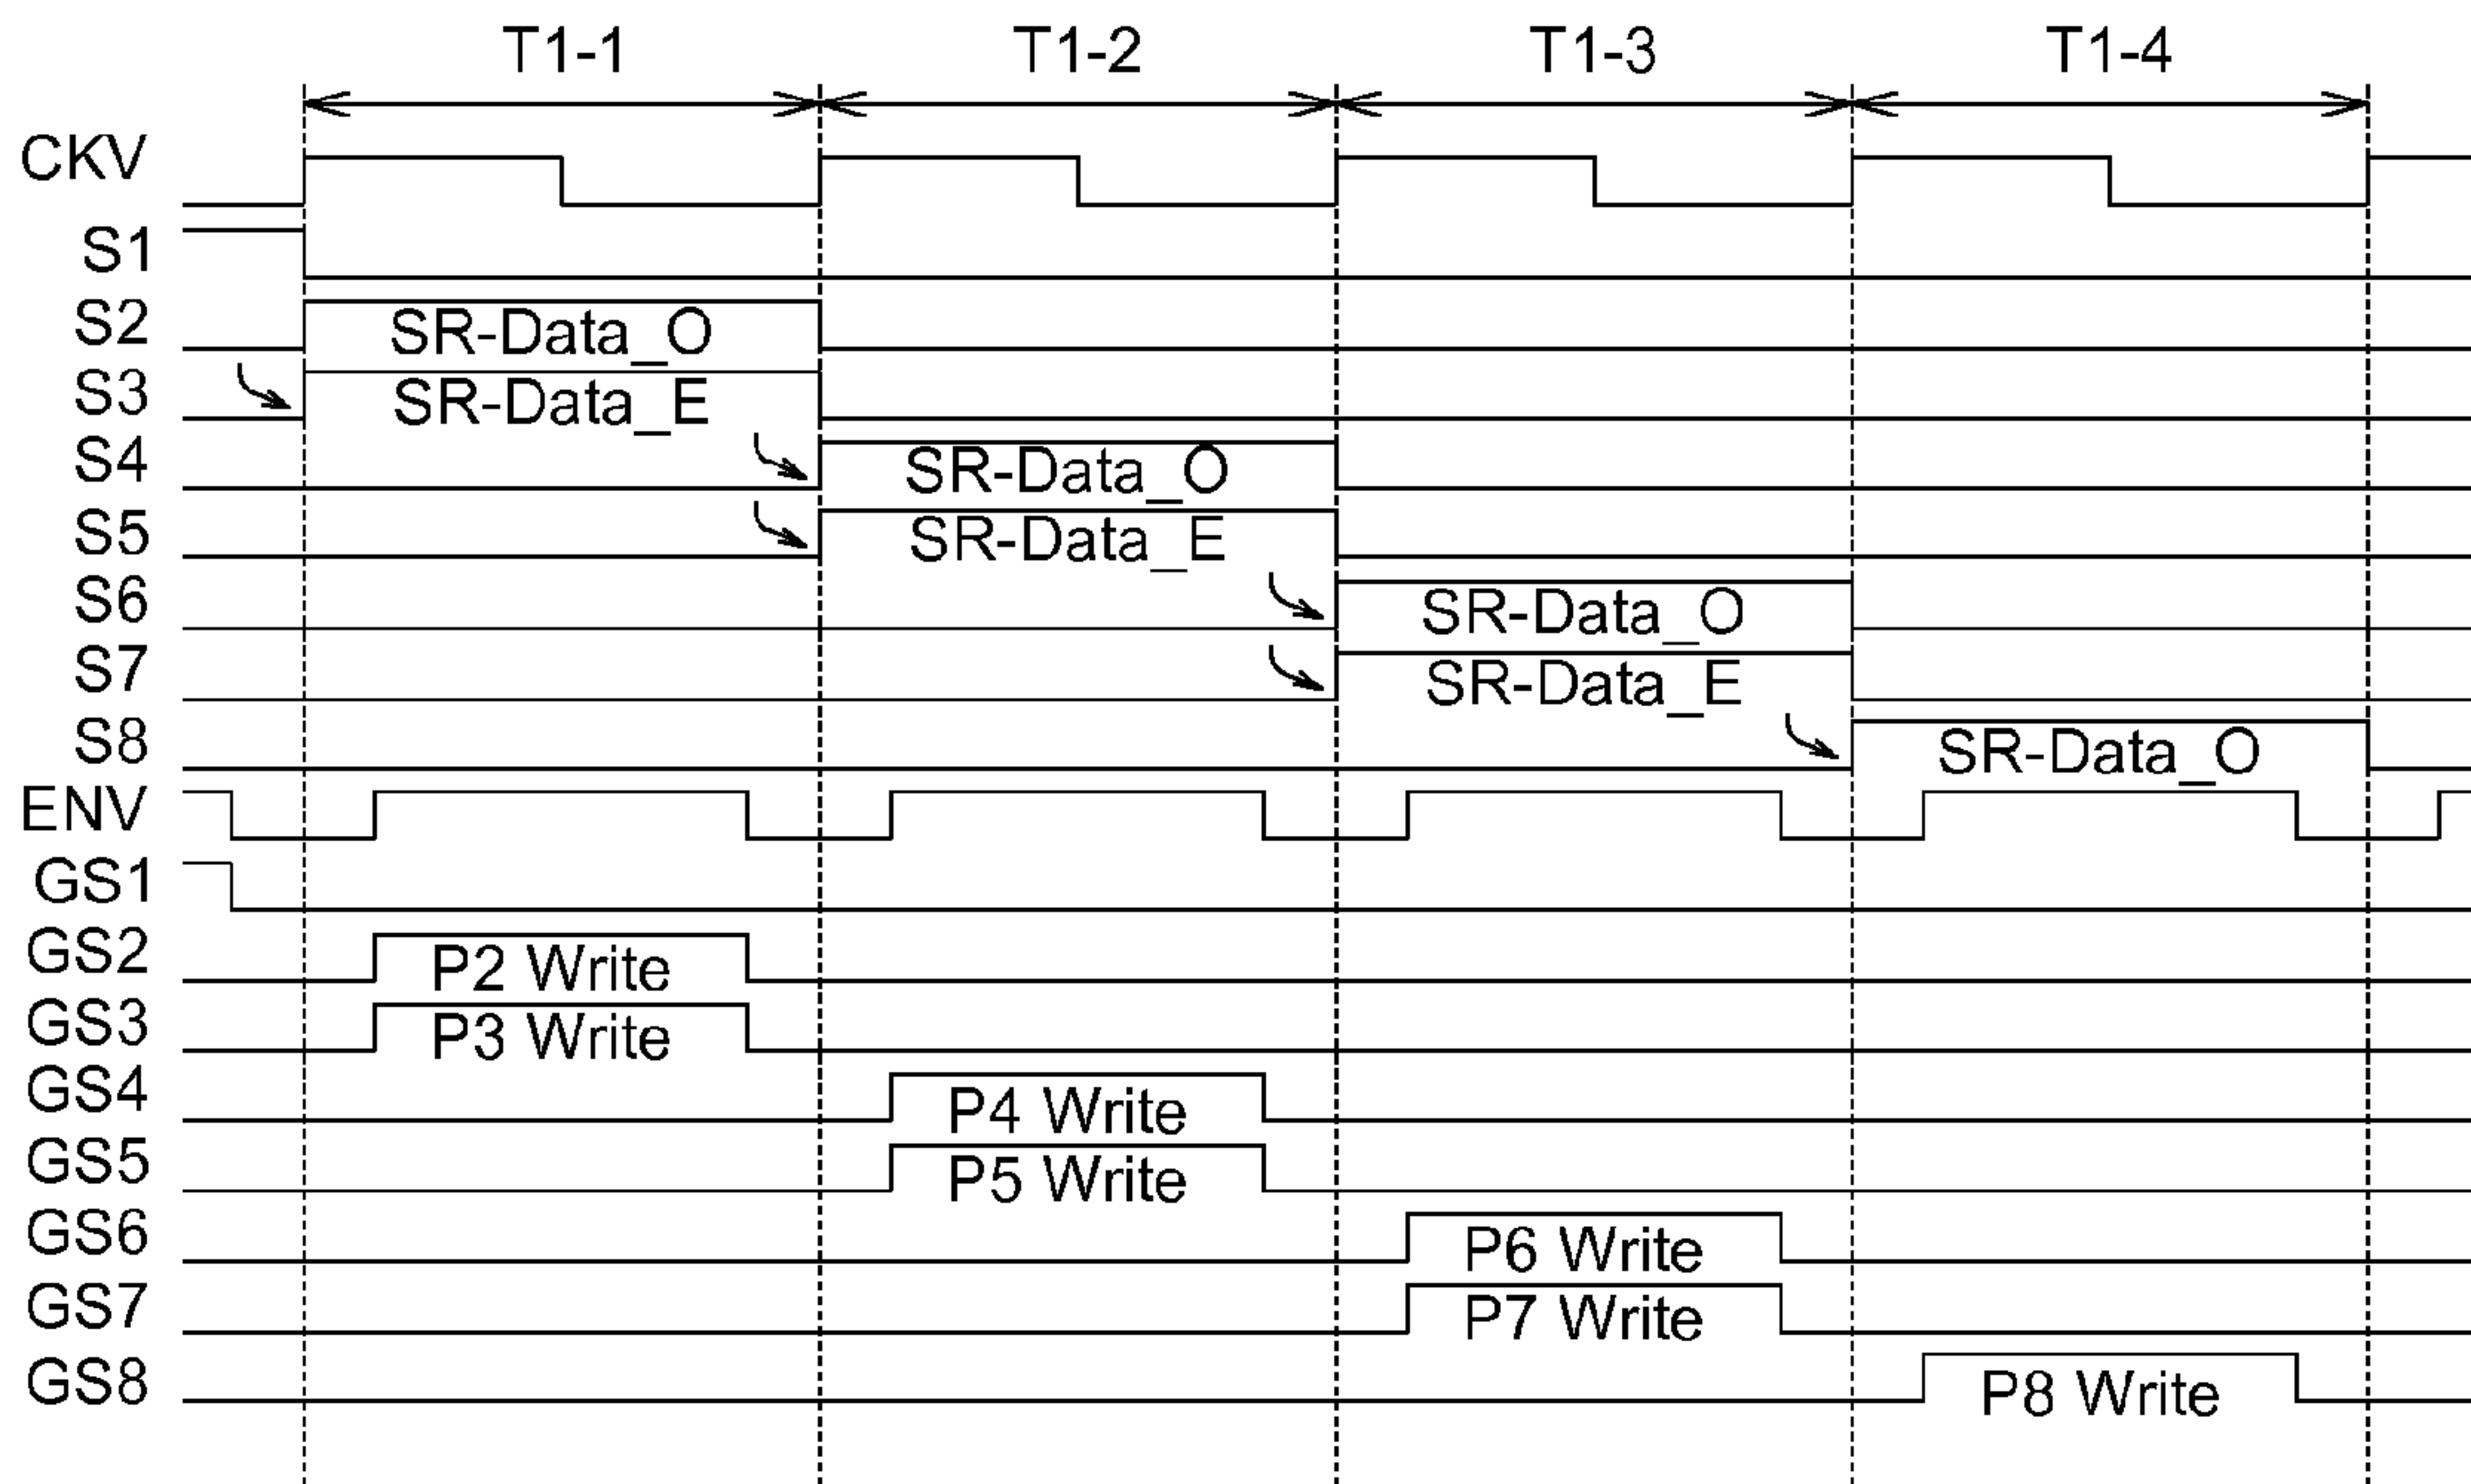 T1-1 T1-2 T1-3 T1-4
CKV
S1
S2 SR-Data_O
S3 SR-Data_E
S4 SR-Data_O
S5 SR-Data_E
S6 SR-Data_O
S7 SR-Data_E
S8 SR-Data_O
ENV
GS1
GS2 P2 Write
GS3 P3 Write
GS4 P4 Write
GS5 P5 Write
GS6 P6 Write
GS7 P7 Write
GS8 P8 Write